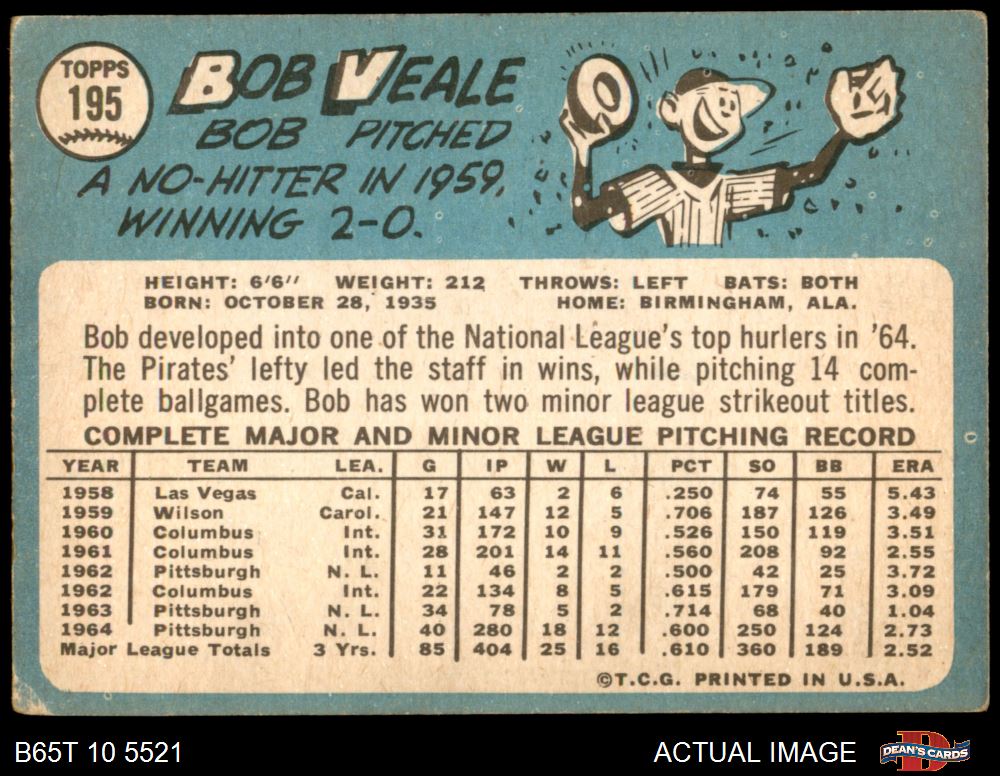 TOPPS
195
BOB VEALE
BOB PITCHED
A NO-HITTER IN 1959,
WINNING 2-0.
HEIGHT: 6'6" WEIGHT: 212 THROWS: LEFT BATS: BOTH
BORN: OCTOBER 28, 1935 HOME: BIRMINGHAM, ALA.
Bob developed into one of the National League's top hurlers in '64.
The Pirates' lefty led the staff in wins, while pitching 14 com-
plete ballgames. Bob has won two minor league strikeout titles.
COMPLETE MAJOR AND MINOR LEAGUE PITCHING RECORD
YEAR TEAM LEA. G IP W L PCT SO BB ERA
1958 Las Vegas Cal. 17 63 2 6 .250 74 55 5.43
1959 Wilson Carol. 21 147 12 5 .706 187 126 3.49
1960 Columbus Int. 31 172 10 9 .526 150 119 3.51
1961 Columbus Int. 28 201 14 11 .560 208 92 2.55
1962 Pittsburgh N. L. 11 46 2 2 .500 42 25 3.72
1962 Columbus Int. 22 134 8 5 .615 179 71 3.09
1963 Pittsburgh N. L. 34 78 5 2 .714 68 40 1.04
1964 Pittsburgh N. L. 40 280 18 12 .600 250 124 2.73
Major League Totals 3 Yrs. 85 404 25 16 .610 360 189 2.52
©T.C.G. PRINTED IN U.S.A.
B65T 10 5521 ACTUAL IMAGE DEAN'S CARDS